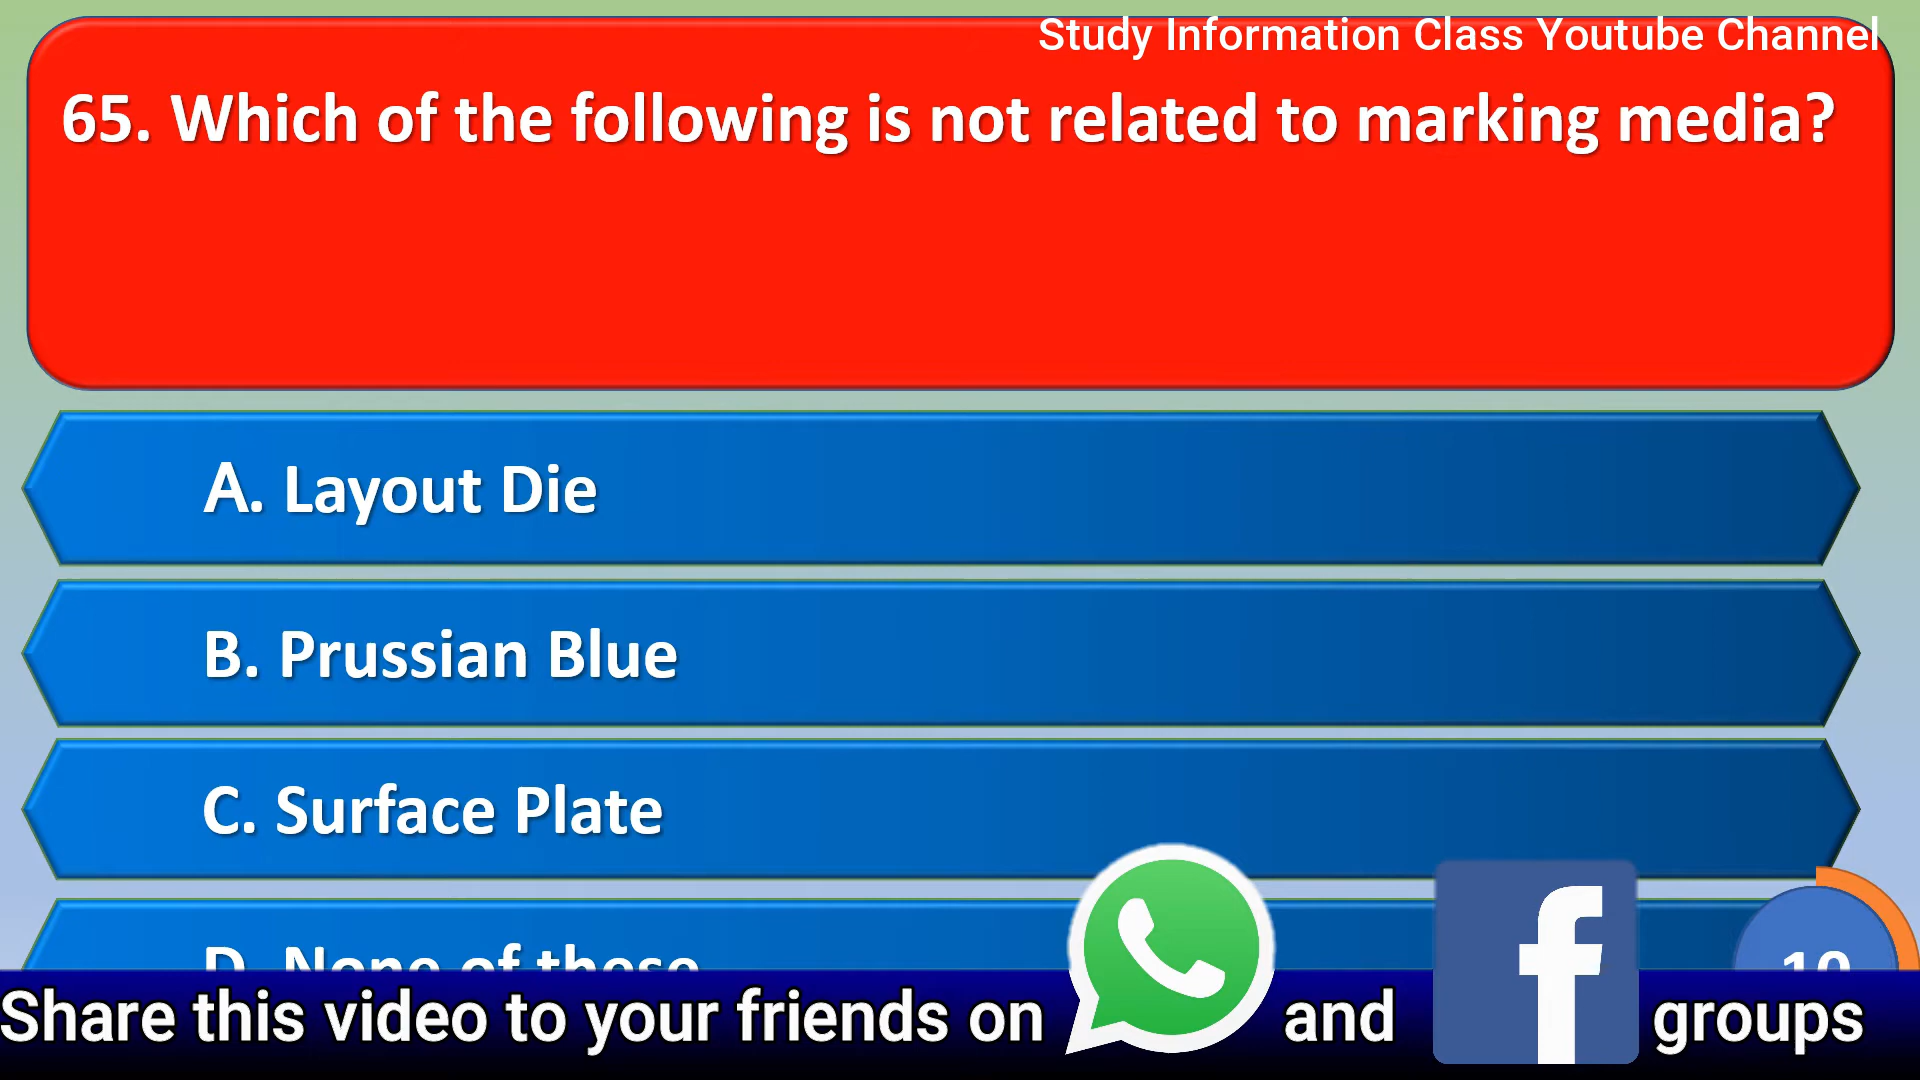 Study Information Class Youtube Channel
65. Which of the following is not related to marking media?
A. Layout Die
B. Prussian Blue
C. Surface Plate
D. None of these
10
Share this video to your friends on and groups